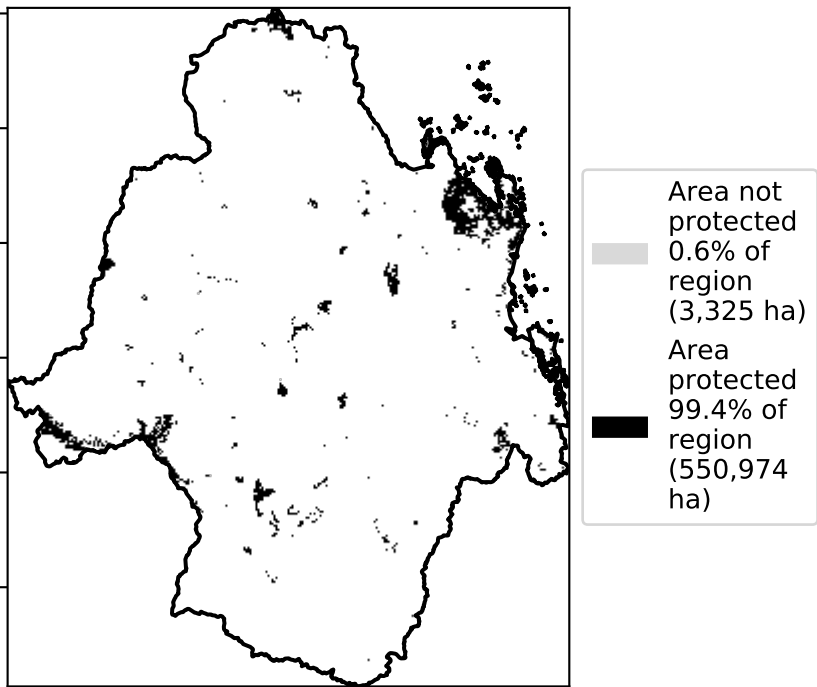 Area not
protected
0.6% of
region
(3,325 ha)
Area
protected
99.4% of
region
(550,974
ha)